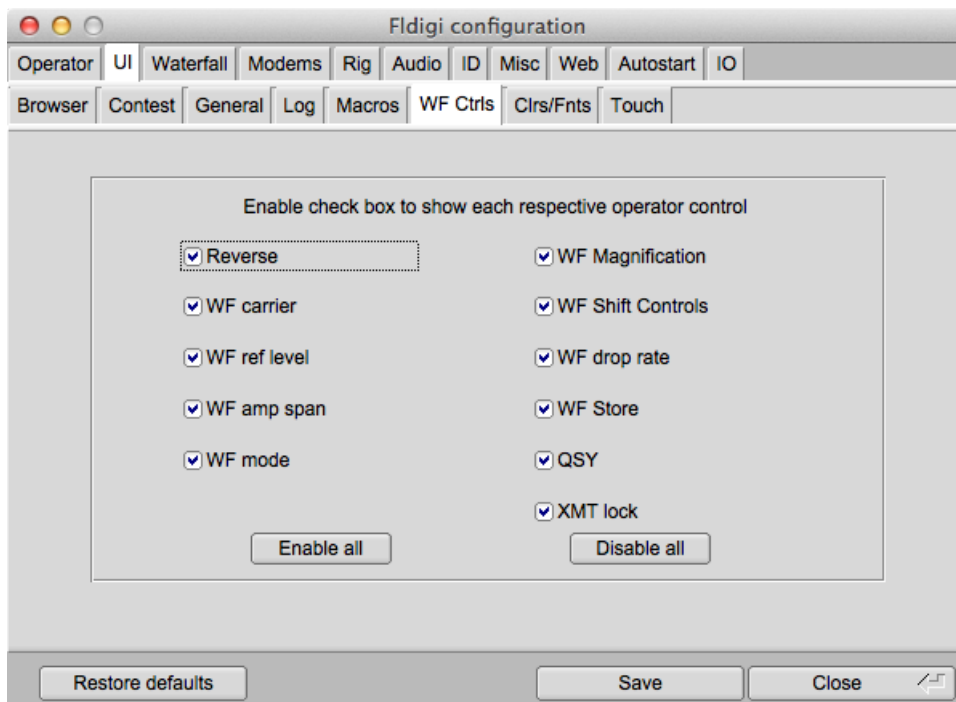 Fldigi configuration
Operator UI Waterfall Modems Rig Audio ID Misc Web Autostart IO
Browser Contest General Log Macros WF Ctrls Clrs/Fnts Touch
Enable check box to show each respective operator control
Reverse WF Magnification
WF carrier WF Shift Controls
WF ref level WF drop rate
WF amp span WF Store
WF mode QSY
XMT lock
Enable all Disable all
Restore defaults Save Close